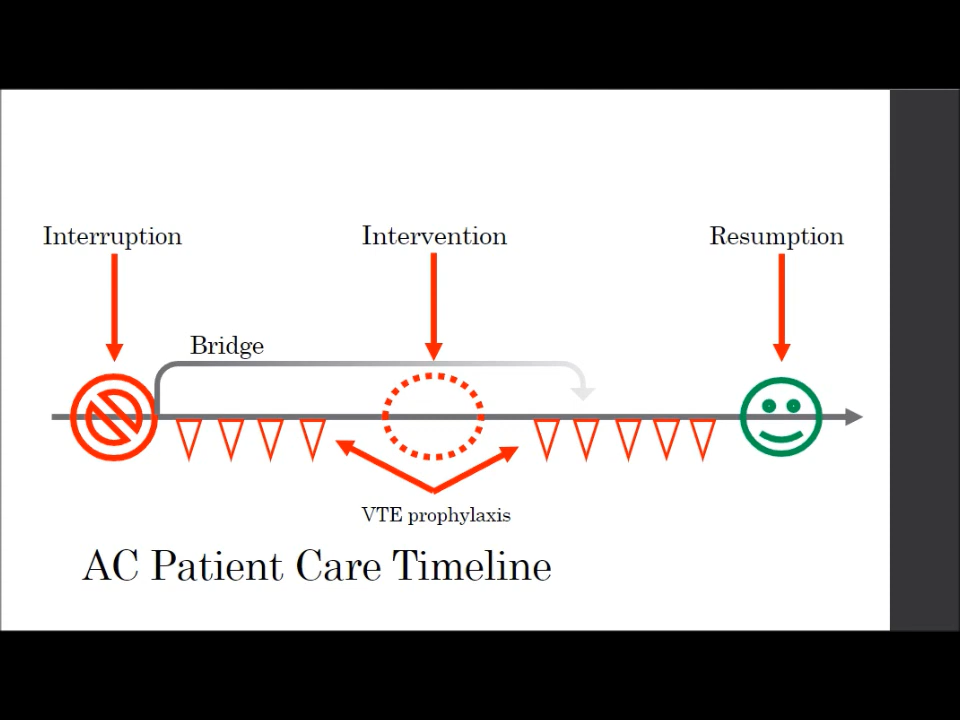 Interruption
Intervention
Resumption
Bridge
VTE prophylaxis
AC Patient Care Timeline